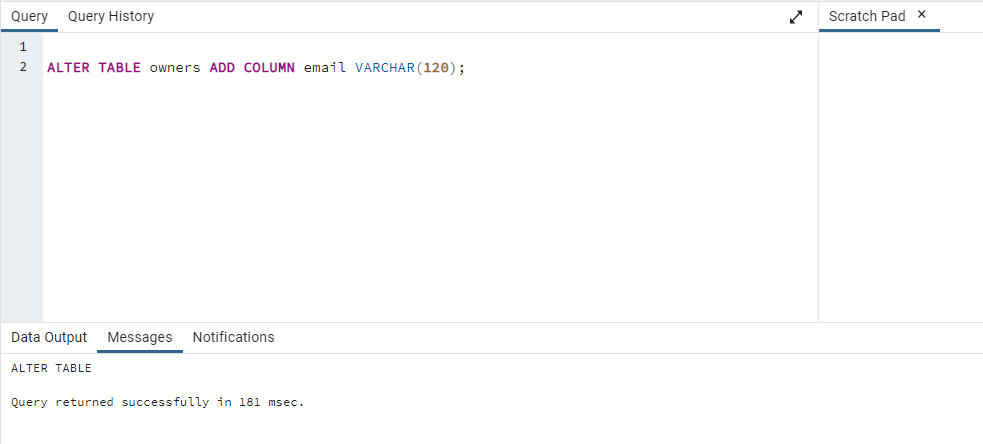 Query Query History Scratch Pad ×
1
2 ALTER TABLE owners ADD COLUMN email VARCHAR(120);
Data Output Messages Notifications
ALTER TABLE
Query returned successfully in 181 msec.